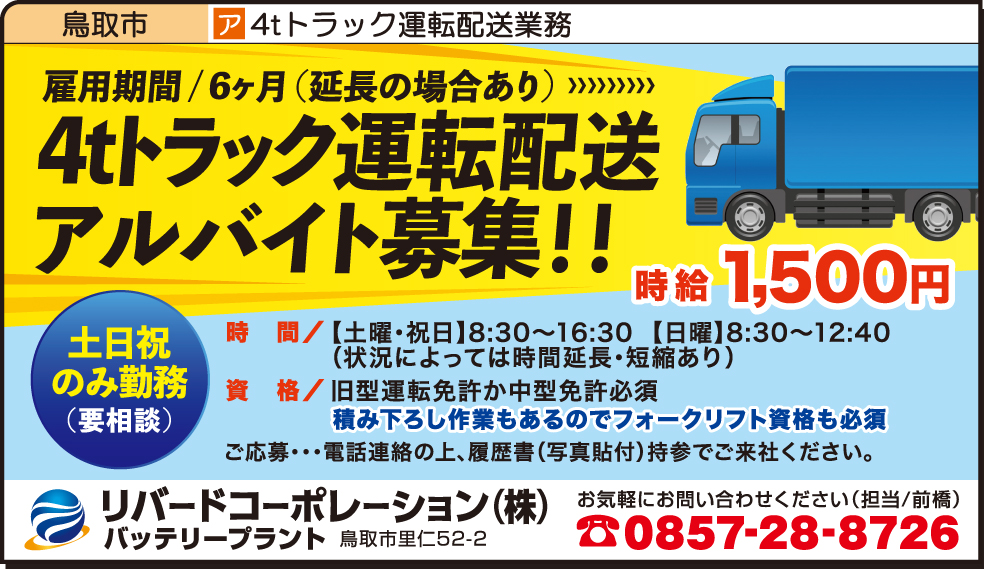 鳥取市 ア 4tトラック運転配送業務
雇用期間/6ヶ月(延長の場合あり)
4tトラック運転配送
アルバイト募集!!
時給 1,500円
土日祝
のみ勤務
(要相談)
時 間/【土曜・祝日】8:30〜16:30 【日曜】8:30〜12:40
(状況によっては時間延長・短縮あり)
資 格/旧型運転免許か中型免許必須
積み下ろし作業もあるのでフォークリフト資格も必須
ご応募・・・電話連絡の上、履歴書(写真貼付)持参でご来社ください。
リバードコーポレーション(株)
バッテリープラント 鳥取市里仁52-2
お気軽にお問い合わせください(担当/前橋)
☎0857-28-8726